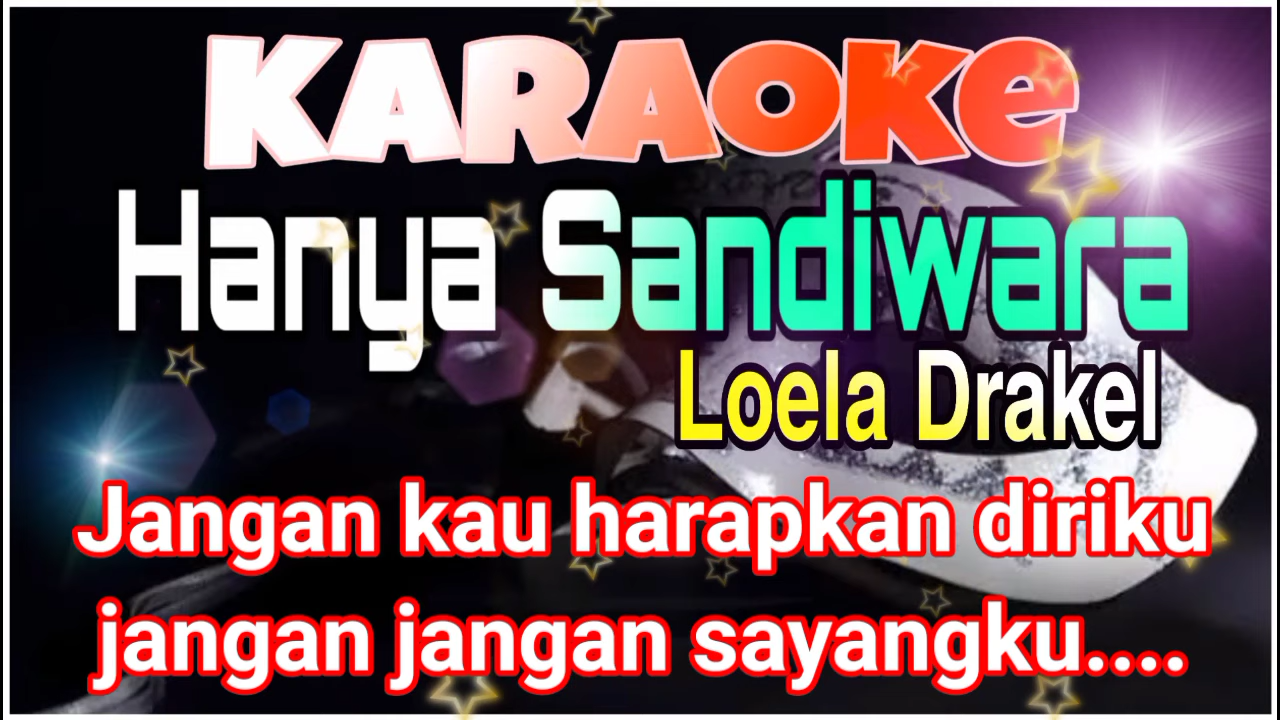 KARAOKE
Hanya Sandiwara
Loela Drakel
Jangan kau harapkan diriku
jangan jangan sayangku....